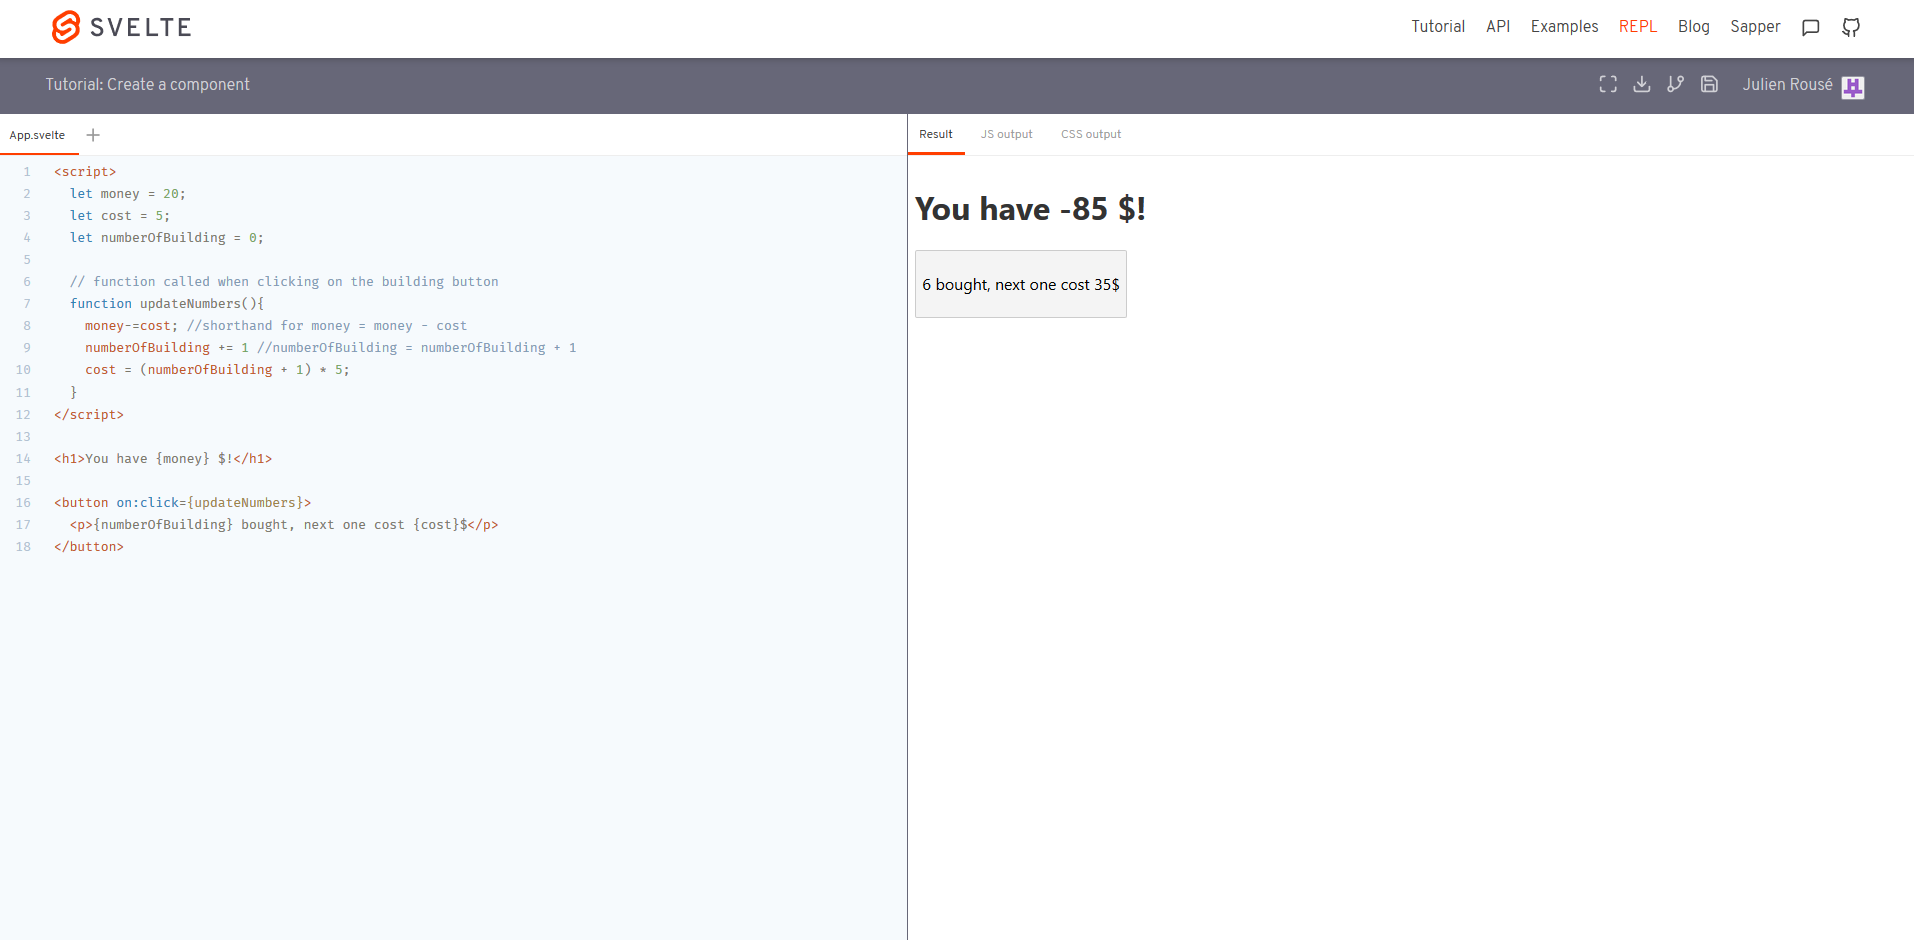 SVELTE
Tutorial API Examples REPL Blog Sapper
Tutorial: Create a component
Julien Rousé
App.svelte +
1 <script>
2 let money = 20;
3 let cost = 5;
4 let numberOfBuilding = 0;
5
6 // function called when clicking on the building button
7 function updateNumbers(){
8 money-=cost; //shorthand for money = money - cost
9 numberOfBuilding += 1 //numberOfBuilding = numberOfBuilding + 1
10 cost = (numberOfBuilding + 1) * 5;
11 }
12 </script>
13
14 <h1>You have {money} $!</h1>
15
16 <button on:click={updateNumbers}>
17 <p>{numberOfBuilding} bought, next one cost {cost}$</p>
18 </button>
Result JS output CSS output
You have -85 $!
6 bought, next one cost 35$